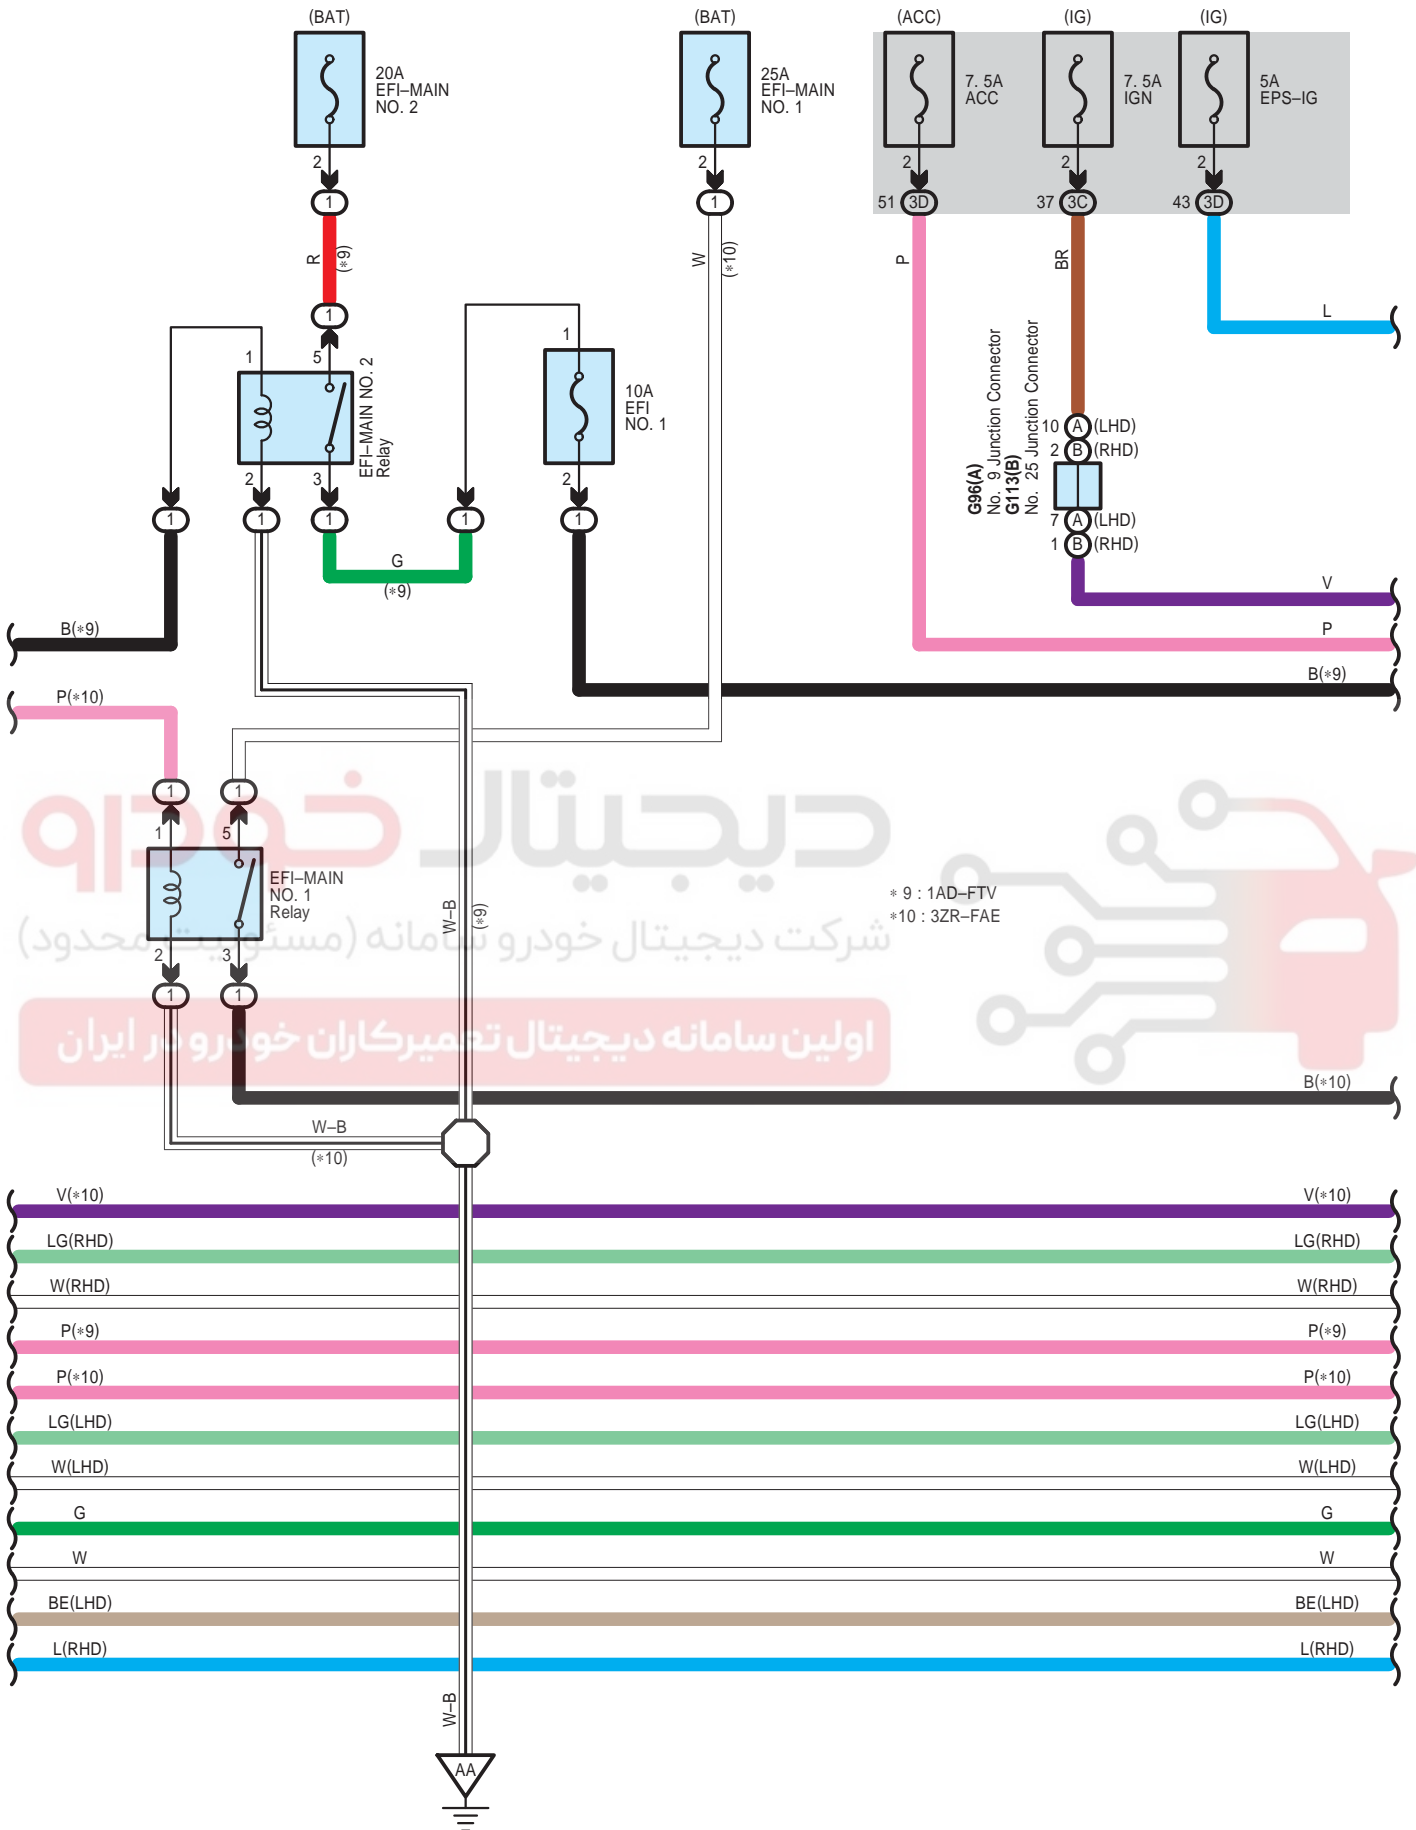 (BAT)
(BAT)
(ACC)
(IG)
(IG)
20A
EFI–MAIN
NO. 2
25A
EFI–MAIN
NO. 1
7. 5A
ACC
7. 5A
IGN
5A
EPS–IG
2
2
2
2
2
1
1
51 3D
37 3C
43 3D
R
(∗9)
W
(∗10)
P
BR
L
1
1
5
1
EFI–MAIN NO. 2
Relay
10A
EFI
NO. 1
G96(A)
No. 9 Junction Connector
G113(B)
No. 25 Junction Connector
10 A (LHD)
2 B (RHD)
7 A (LHD)
1 B (RHD)
2
3
2
1
1
1
1
1
G
(∗9)
V
B(∗9)
P
B(∗9)
P(∗10)
1
1
1
5
دیجیتال خودرو
EFI–MAIN
NO. 1
Relay
∗ 9 : 1AD–FTV
∗10 : 3ZR–FAE
W–B
(∗9)
شرکت دیجیتال خودرو سامانه (مسئولیت محدود)
2
3
1
1
اولین سامانه دیجیتال تعمیرکاران خودرو در ایران
B(∗10)
W–B
(∗10)
V(∗10)
V(∗10)
LG(RHD)
LG(RHD)
W(RHD)
W(RHD)
P(∗9)
P(∗9)
P(∗10)
P(∗10)
LG(LHD)
LG(LHD)
W(LHD)
W(LHD)
G
G
W
W
BE(LHD)
BE(LHD)
L(RHD)
L(RHD)
W–B
AA